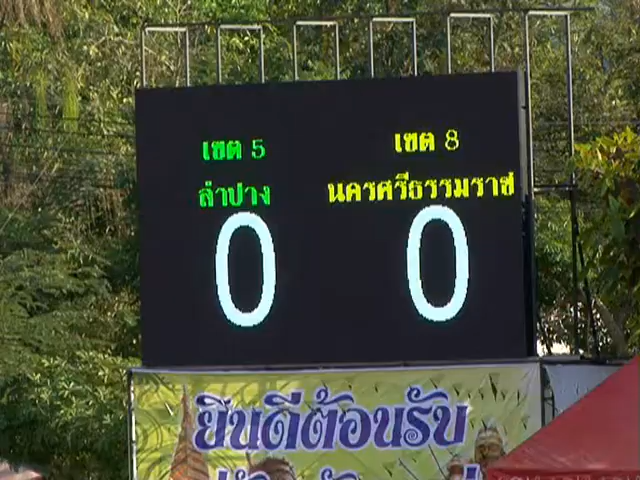 เขต 5
เขต 8
ลำปาง
นครศรีธรรมราช
0
0
ยินดีต้อนรับ